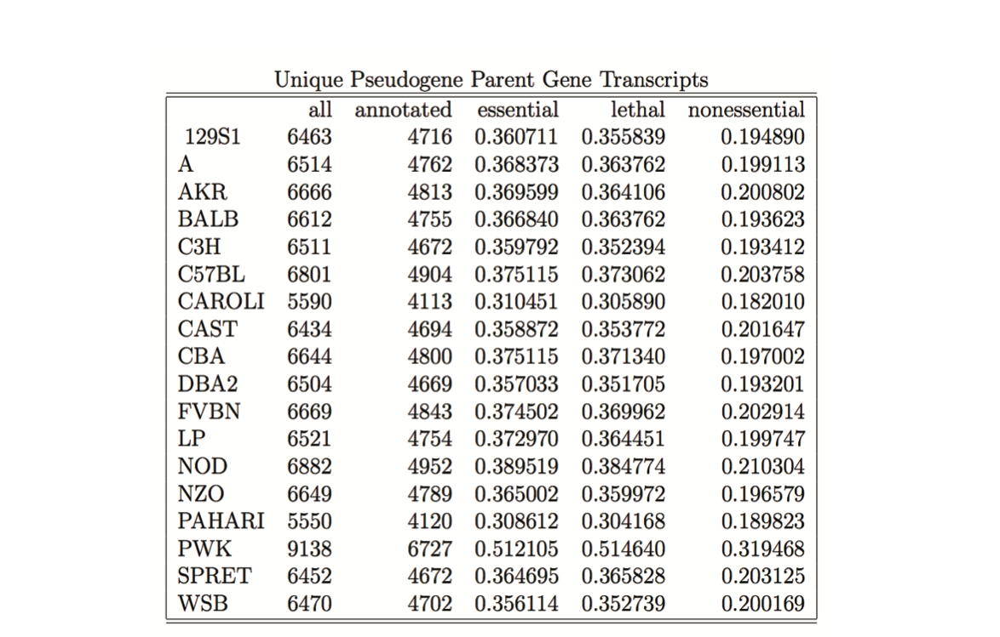 Unique Pseudogene Parent Gene Transcripts
all annotated essential lethal nonessential
129S1 6463 4716 0.360711 0.355839 0.194890
A 6514 4762 0.368373 0.363762 0.199113
AKR 6666 4813 0.369599 0.364106 0.200802
BALB 6612 4755 0.366840 0.363762 0.193623
C3H 6511 4672 0.359792 0.352394 0.193412
C57BL 6801 4904 0.375115 0.373062 0.203758
CAROLI 5590 4113 0.310451 0.305890 0.182010
CAST 6434 4694 0.358872 0.353772 0.201647
CBA 6644 4800 0.375115 0.371340 0.197002
DBA2 6504 4669 0.357033 0.351705 0.193201
FVBN 6669 4843 0.374502 0.369962 0.202914
LP 6521 4754 0.372970 0.364451 0.199747
NOD 6882 4952 0.389519 0.384774 0.210304
NZO 6649 4789 0.365002 0.359972 0.196579
PAHARI 5550 4120 0.308612 0.304168 0.189823
PWK 9138 6727 0.512105 0.514640 0.319468
SPRET 6452 4672 0.364695 0.365828 0.203125
WSB 6470 4702 0.356114 0.352739 0.200169